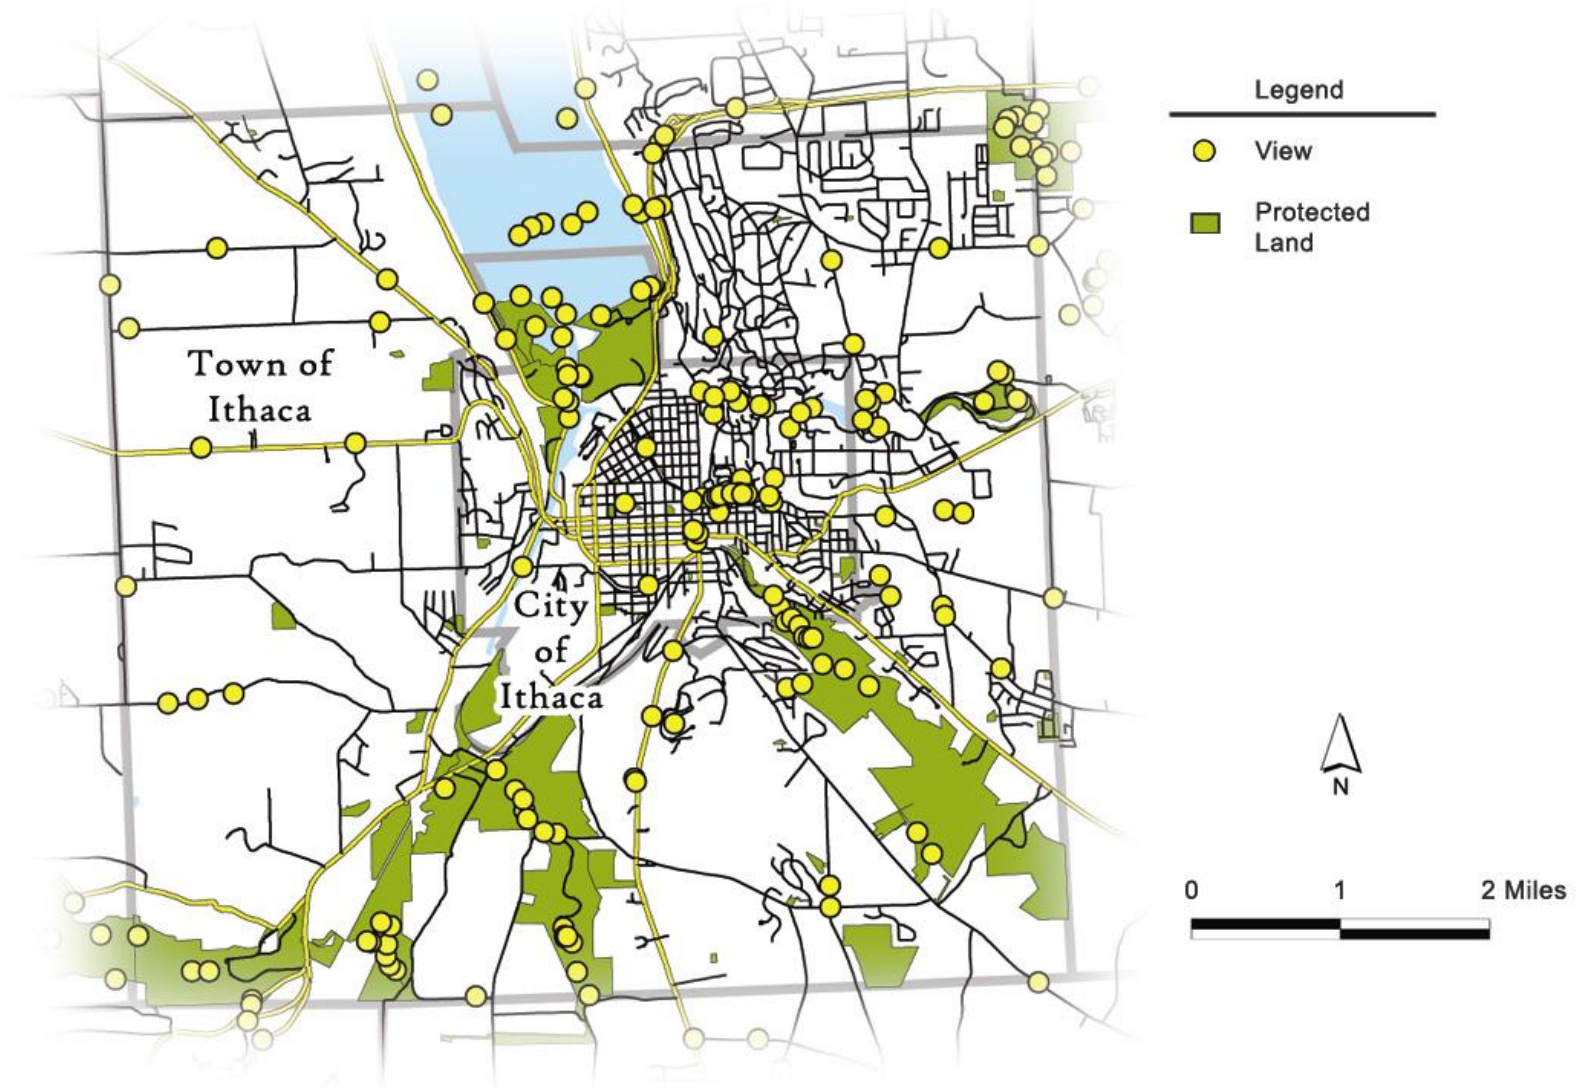 Legend
View
Protected
Land
Town of
Ithaca
City
of
Ithaca
N
0 1 2 Miles